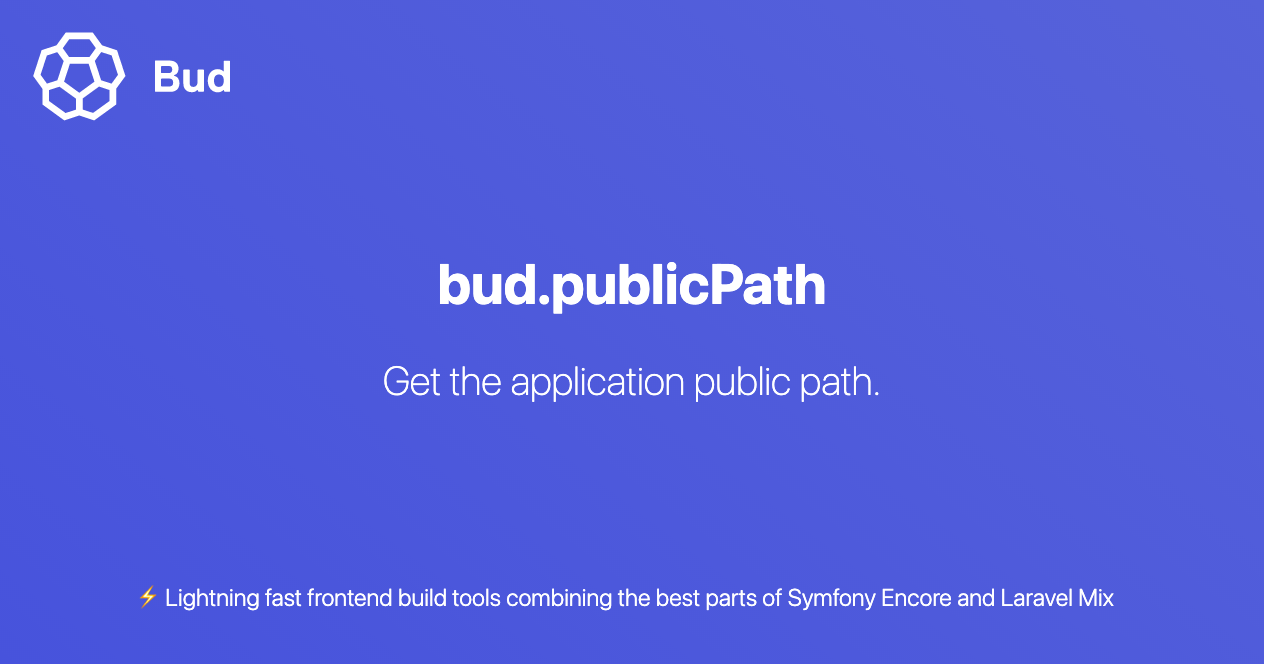 Bud
bud.publicPath
Get the application public path.
⚡ Lightning fast frontend build tools combining the best parts of Symfony Encore and Laravel Mix